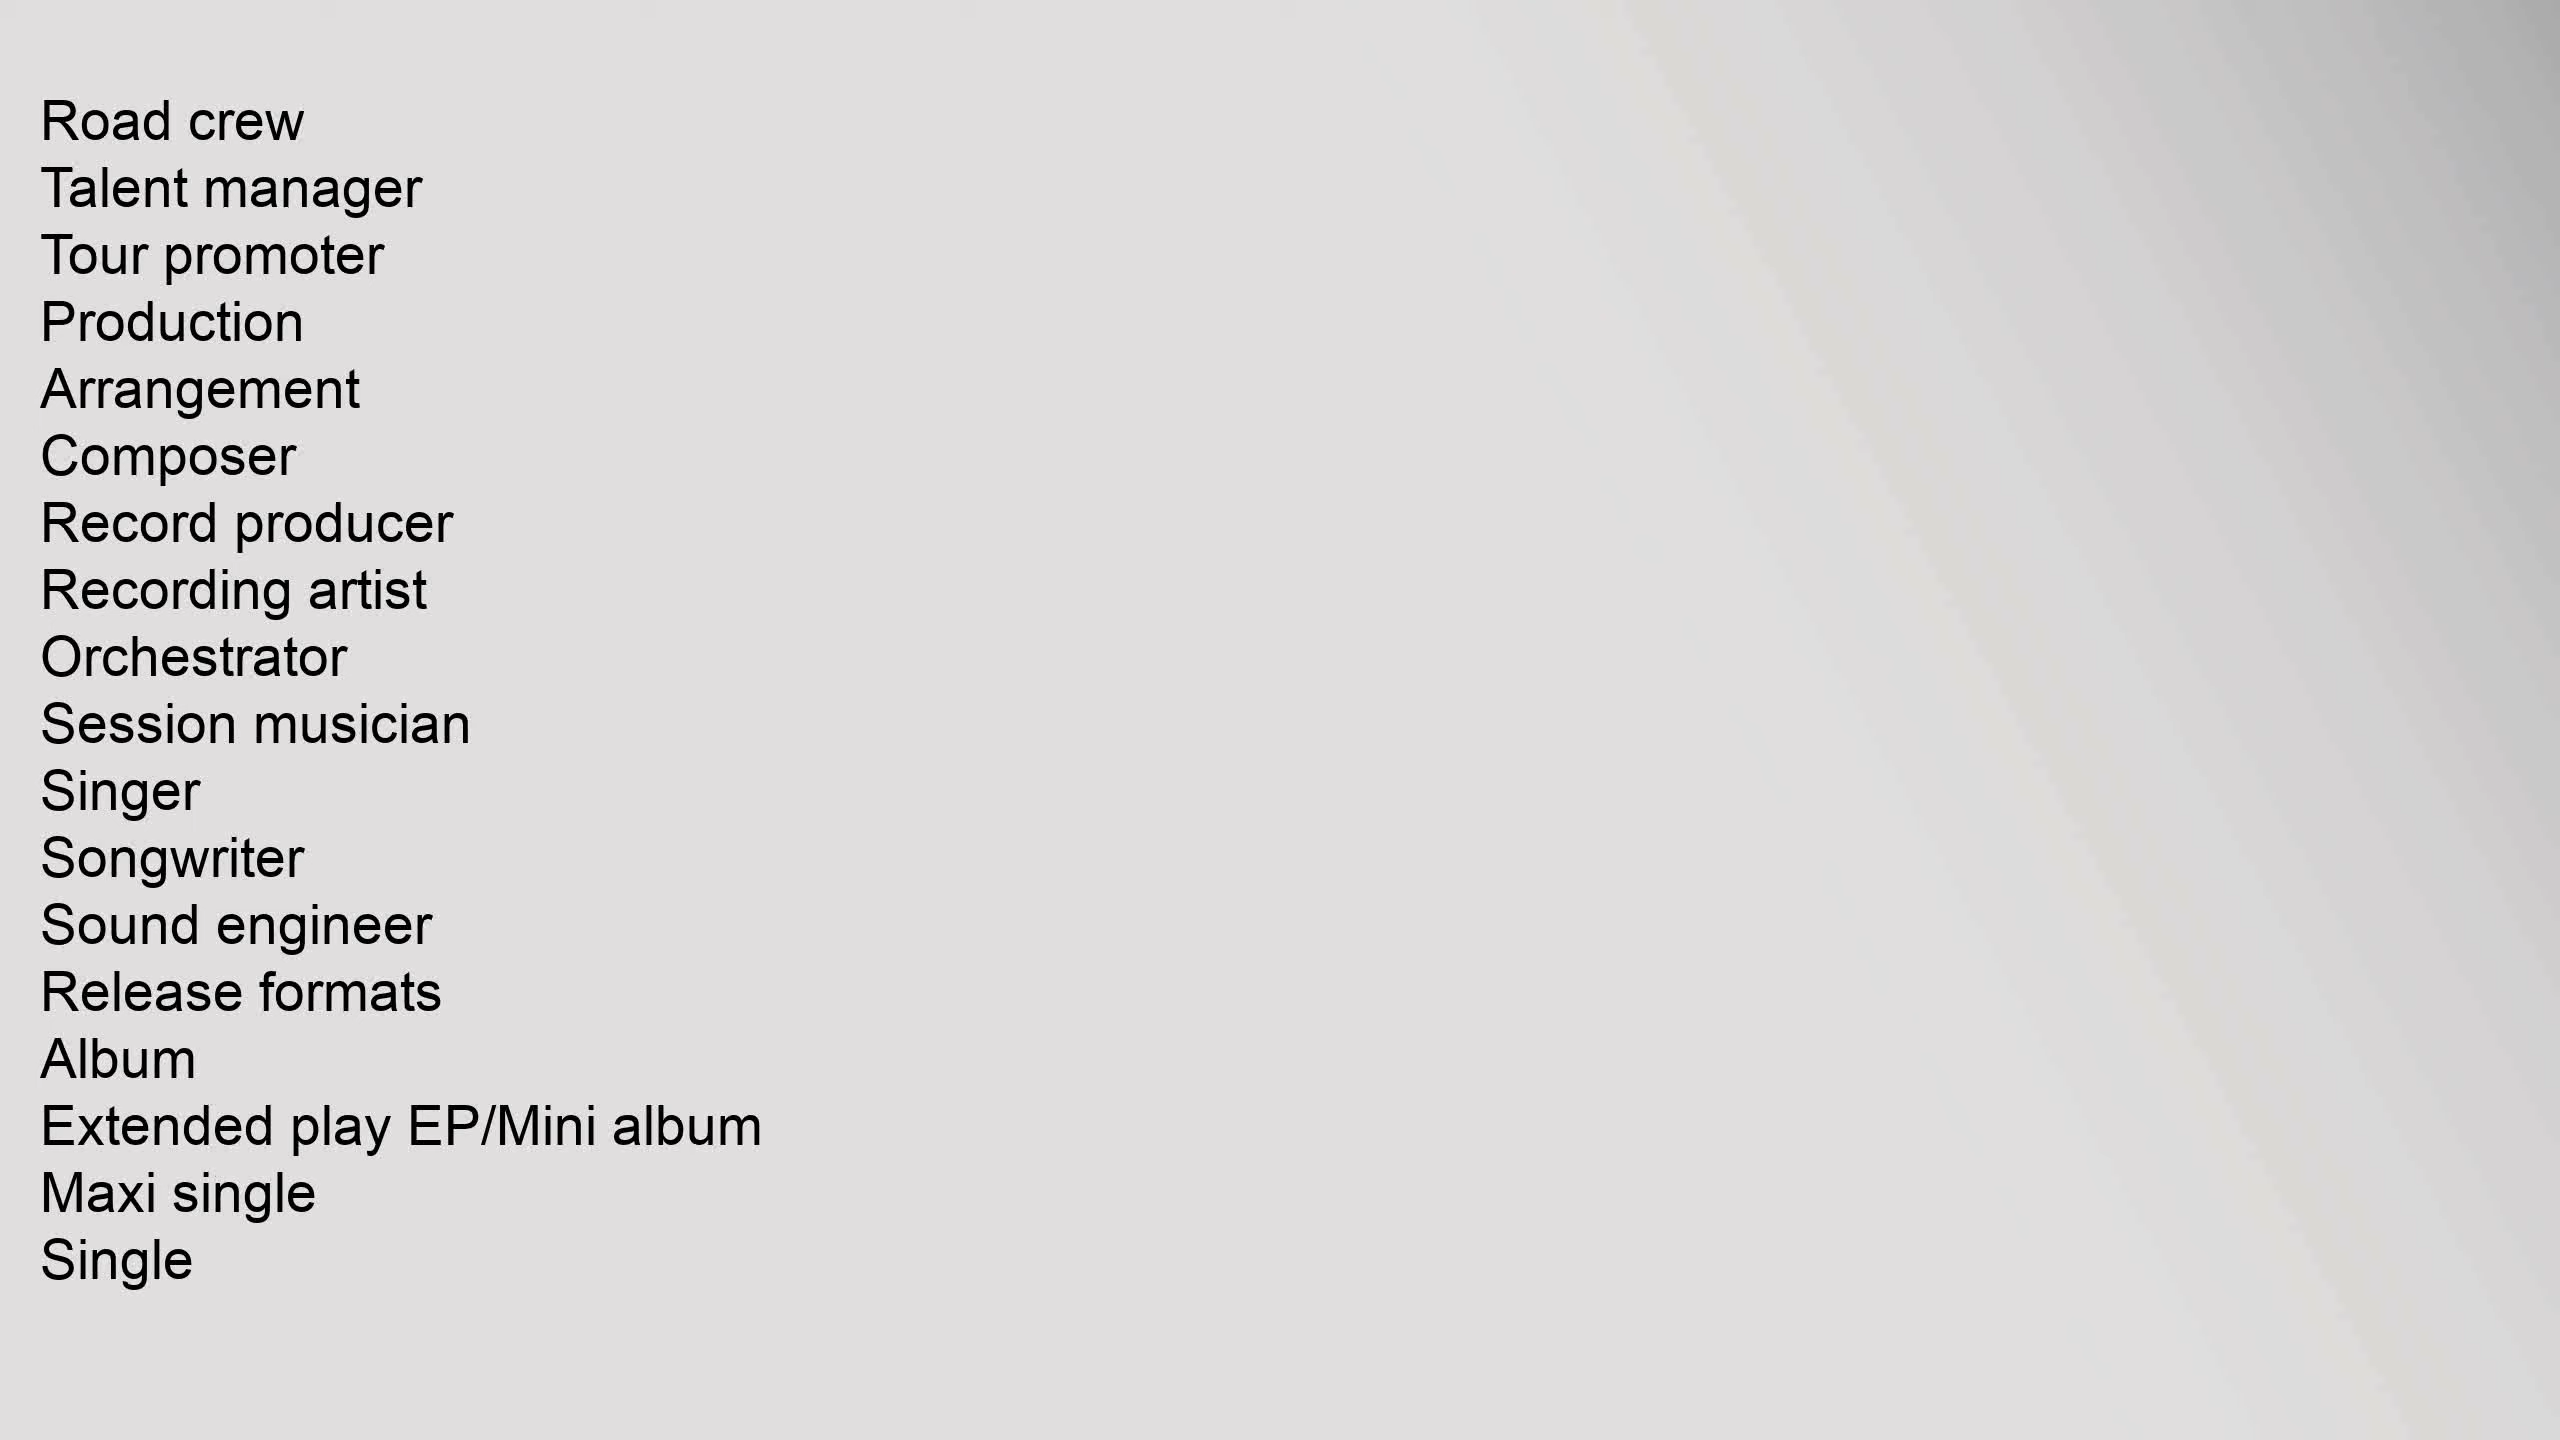 Road crew
Talent manager
Tour promoter
Production
Arrangement
Composer
Record producer
Recording artist
Orchestrator
Session musician
Singer
Songwriter
Sound engineer
Release formats
Album
Extended play EP/Mini album
Maxi single
Single